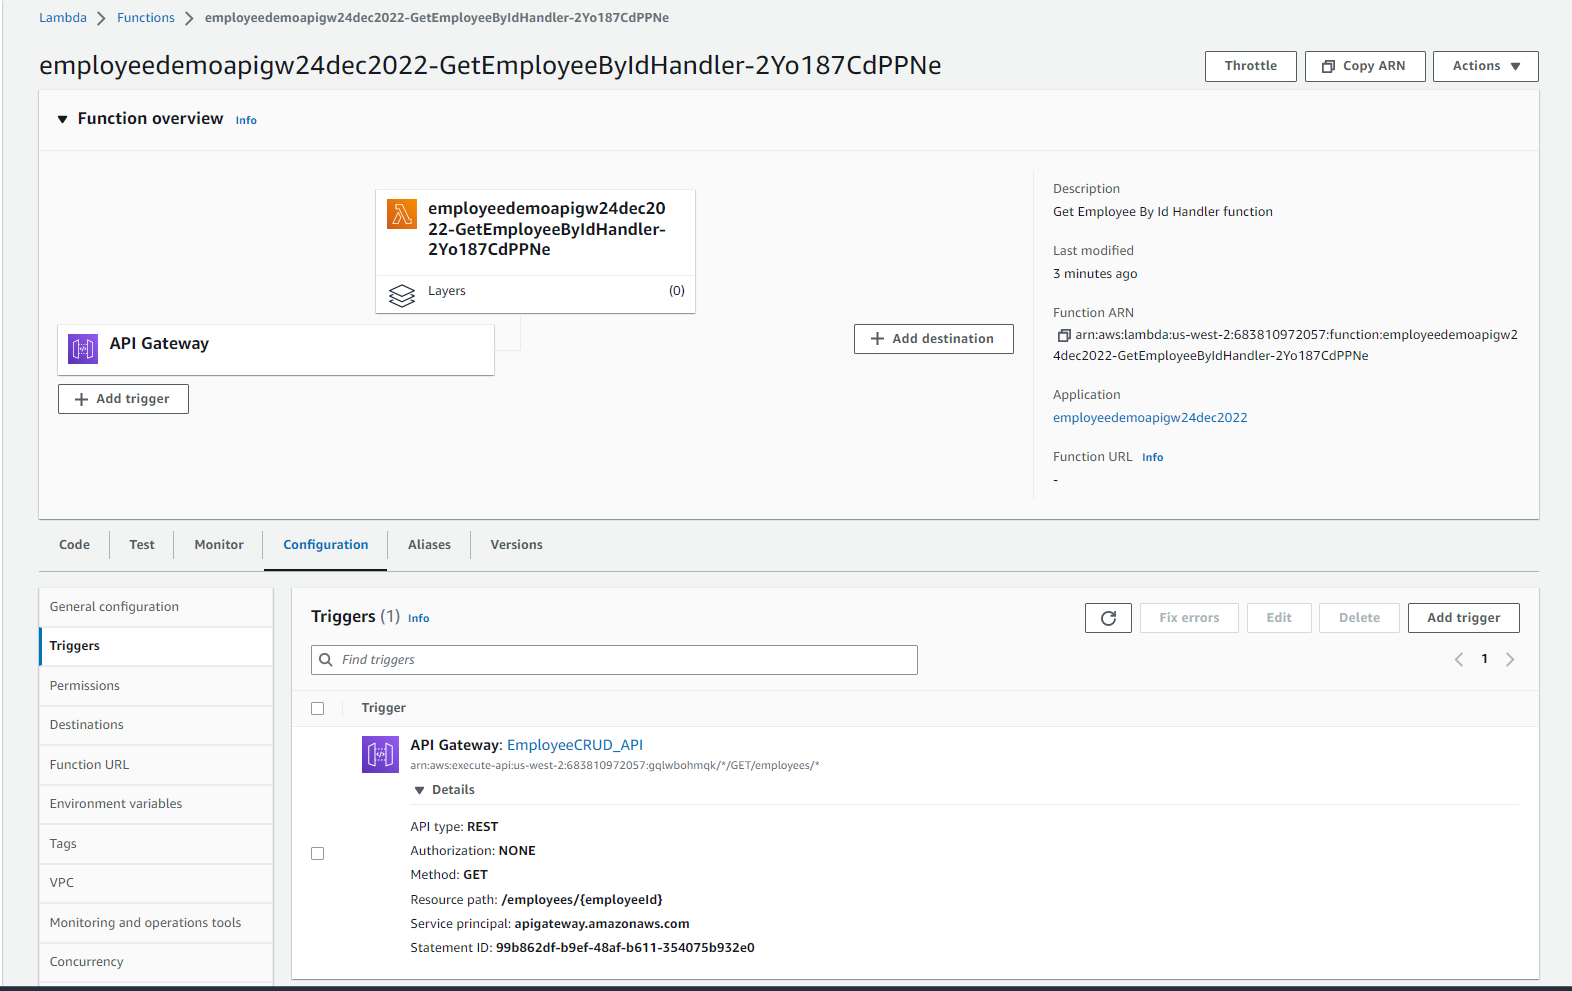 Lambda > Functions > employeedemoapigw24dec2022-GetEmployeeByIdHandler-2Yo187CdPPNe
employeedemoapigw24dec2022-GetEmployeeByIdHandler-2Yo187CdPPNe
Throttle
Copy ARN
Actions
Function overview Info
employeedemoapigw24dec20
22-GetEmployeeByIdHandler-
2Yo187CdPPNe
Layers (0)
API Gateway
+ Add trigger
+ Add destination
Description
Get Employee By Id Handler function
Last modified
3 minutes ago
Function ARN
arn:aws:lambda:us-west-2:683810972057:function:employeedemoapigw2
4dec2022-GetEmployeeByIdHandler-2Yo187CdPPNe
Application
employeedemoapigw24dec2022
Function URL Info
-
Code
Test
Monitor
Configuration
Aliases
Versions
General configuration
Triggers
Permissions
Destinations
Function URL
Environment variables
Tags
VPC
Monitoring and operations tools
Concurrency
Triggers (1) Info
Fix errors
Edit
Delete
Add trigger
Find triggers
< 1 >
Trigger
API Gateway: EmployeeCRUD_API
arn:aws:execute-api:us-west-2:683810972057:gqlwbohmqk/*/GET/employees/*
Details
API type: REST
Authorization: NONE
Method: GET
Resource path: /employees/{employeeId}
Service principal: apigateway.amazonaws.com
Statement ID: 99b862df-b9ef-48af-b611-354075b932e0